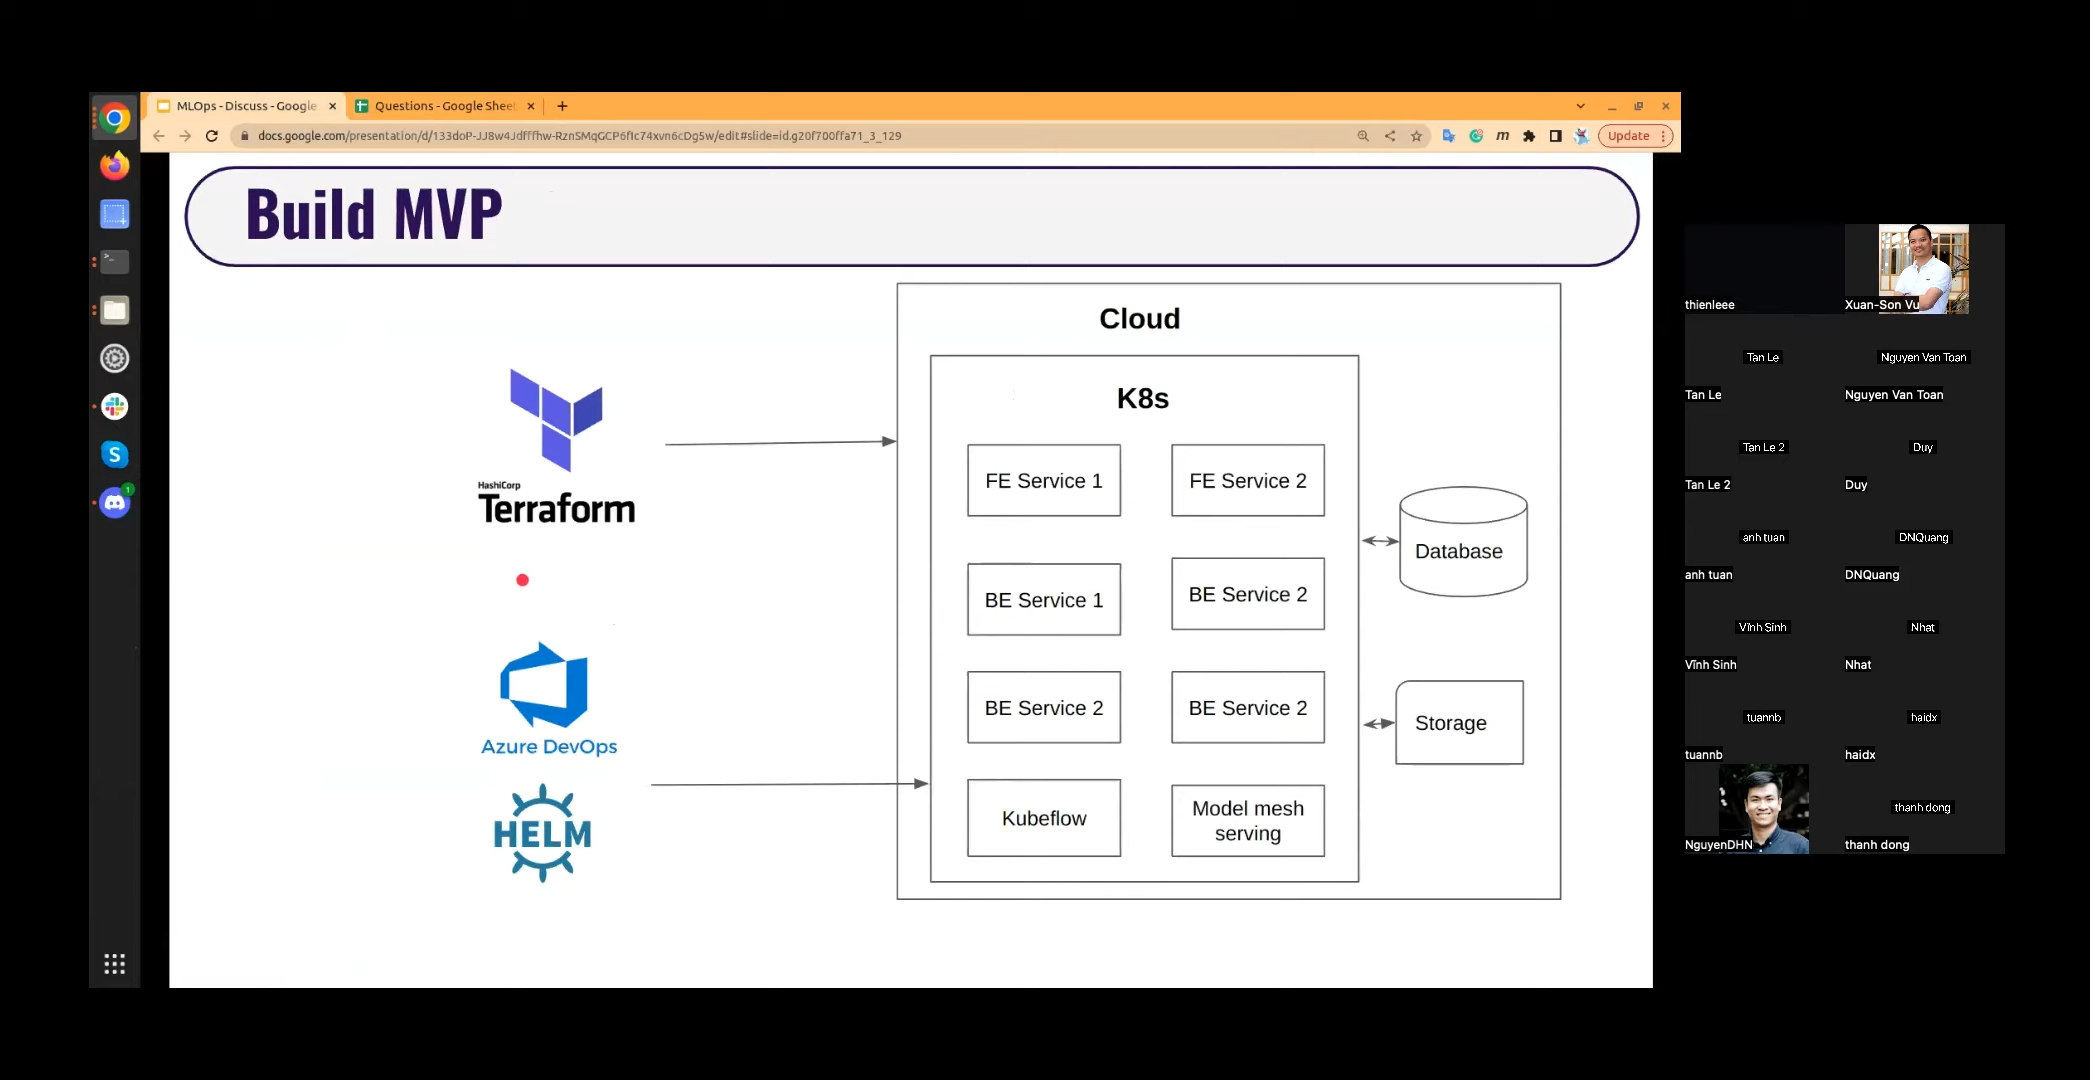 MLOps - Discuss - Google
Questions - Google Sheet
docs.google.com/presentation/d/133doP-JJ8w4JdfffhwRznSMqGCP6fIc74xvn6cDg5w/edit#slide=id.g20f700ffa71_3_129
Update
Build MVP
Cloud
K8s
HashiCorp
Terraform
FE Service 1
FE Service 2
Database
BE Service 1
BE Service 2
BE Service 2
BE Service 2
Storage
Azure DevOps
HELM
Kubeflow
Model mesh
serving
thienleee
Xuan-Son Vu
Tan Le
Nguyen Van Toan
Tan Le
Nguyen Van Toan
Tan Le 2
Duy
Tan Le 2
Duy
anh tuan
DNQuang
anh tuan
DNQuang
Vĩnh Sinh
Nhat
Vĩnh Sinh
Nhat
tuannb
haidx
tuannb
haidx
thanh dong
NguyenDHN
thanh dong